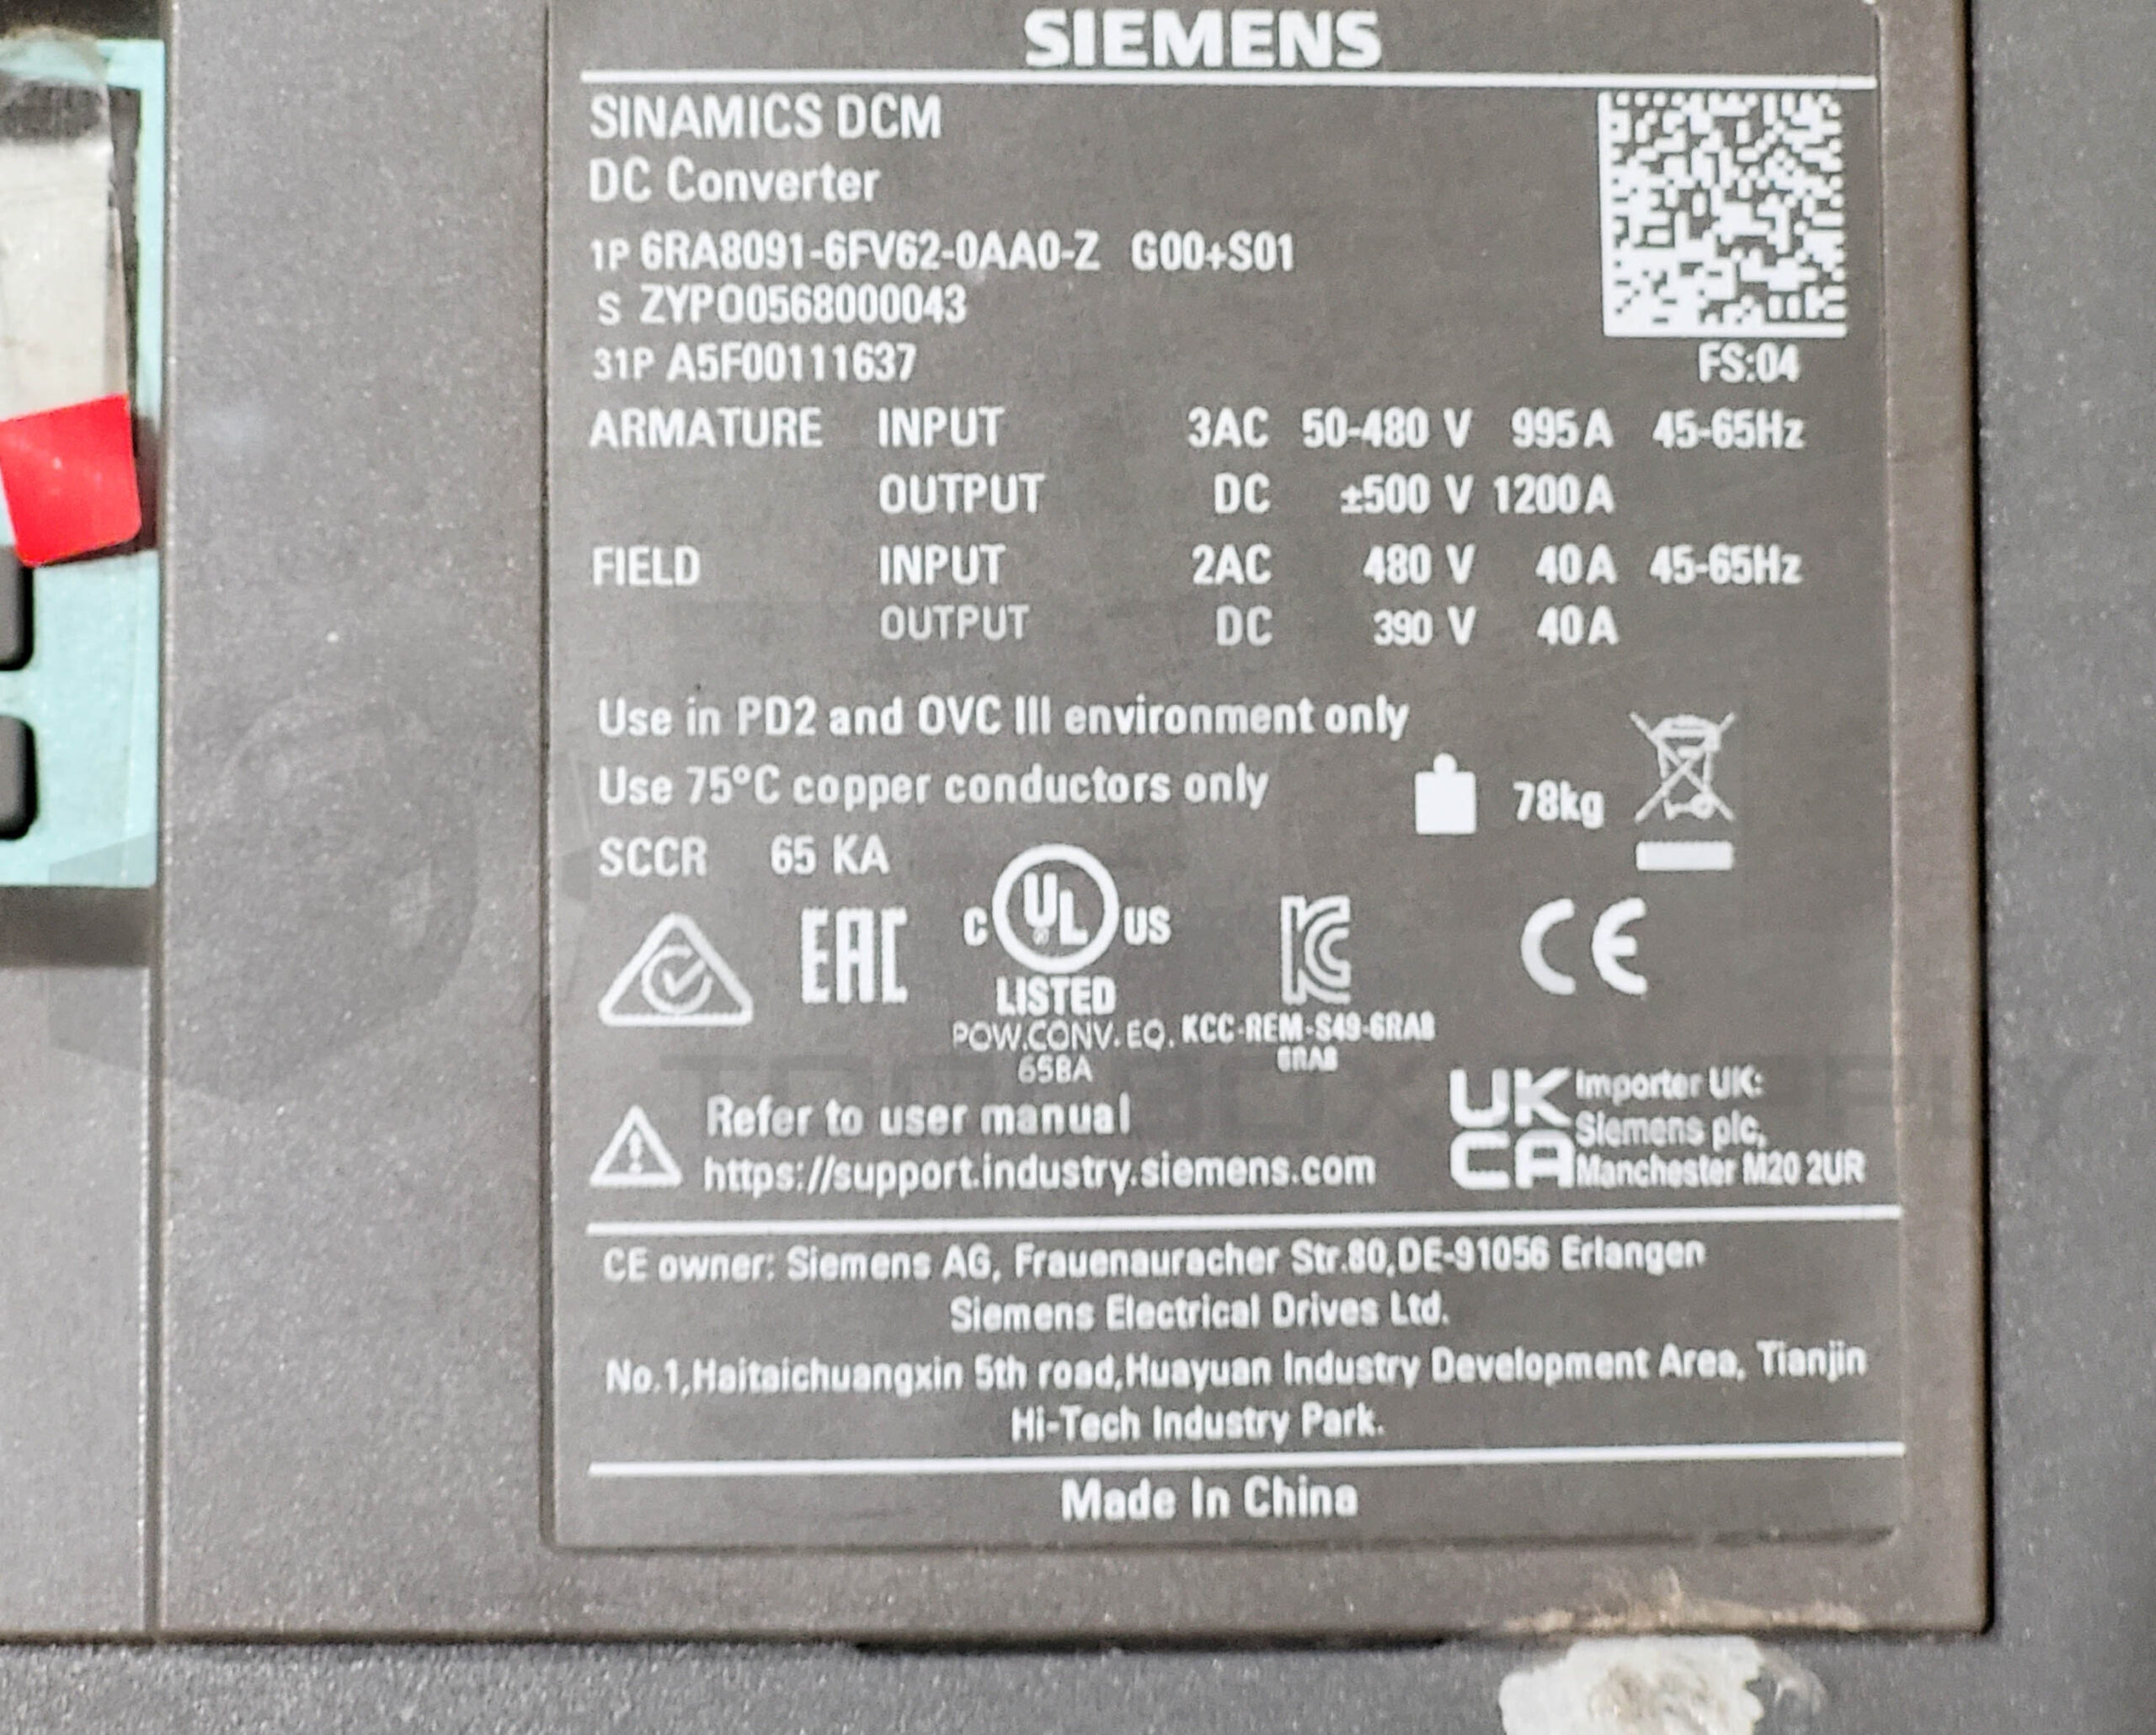 SIEMENS
SINAMICS DCM
DC Converter
1P 6RA8091-6FV62-0AA0-Z G00+S01
S ZYPO0568000043
31P A5F00111637
FS:04
ARMATURE INPUT 3AC 50-480 V 995 A 45-65Hz
OUTPUT DC ±500 V 1200 A
FIELD INPUT 2AC 480 V 40 A 45-65Hz
OUTPUT DC 390 V 40 A
Use in PD2 and OVC III environment only
Use 75°C copper conductors only
78kg
SCCR 65 KA
EAC
C UL US
LISTED
KC
CE
POW.CONV. EQ. KCC-REM-S49-6RA8
65BA 6RA8
Refer to user manual
https://support.industry.siemens.com
UK
CA
Importer UK:
Siemens plc,
Manchester M20 2UR
CE owner: Siemens AG, Frauenauracher Str.80,DE-91056 Erlangen
Siemens Electrical Drives Ltd.
No.1,Haitaichuangxin 5th road,Huayuan Industry Development Area, Tianjin
Hi-Tech Industry Park.
Made In China